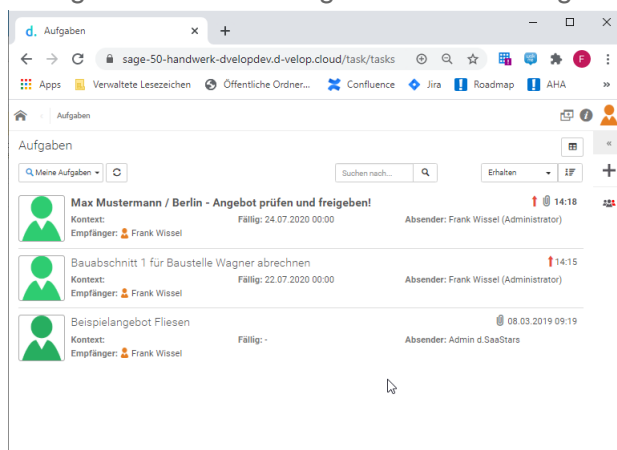 d. Aufgaben
sage-50-handwerk-dvelopdev.d-velop.cloud/task/tasks
F
Apps Verwaltete Lesezeichen Öffentliche Ordner... Confluence Jira Roadmap AHA »
Aufgaben
Aufgaben
Meine Aufgaben Suchen nach... Erhalten
Max Mustermann / Berlin - Angebot prüfen und freigeben! 14:18
Kontext: Fällig: 24.07.2020 00:00 Absender: Frank Wissel (Administrator)
Empfänger: Frank Wissel
Bauabschnitt 1 für Baustelle Wagner abrechnen 14:15
Kontext: Fällig: 22.07.2020 00:00 Absender: Frank Wissel (Administrator)
Empfänger: Frank Wissel
Beispielangebot Fliesen 08.03.2019 09:19
Kontext: Fällig: - Absender: Admin d.SaaStars
Empfänger: Frank Wissel